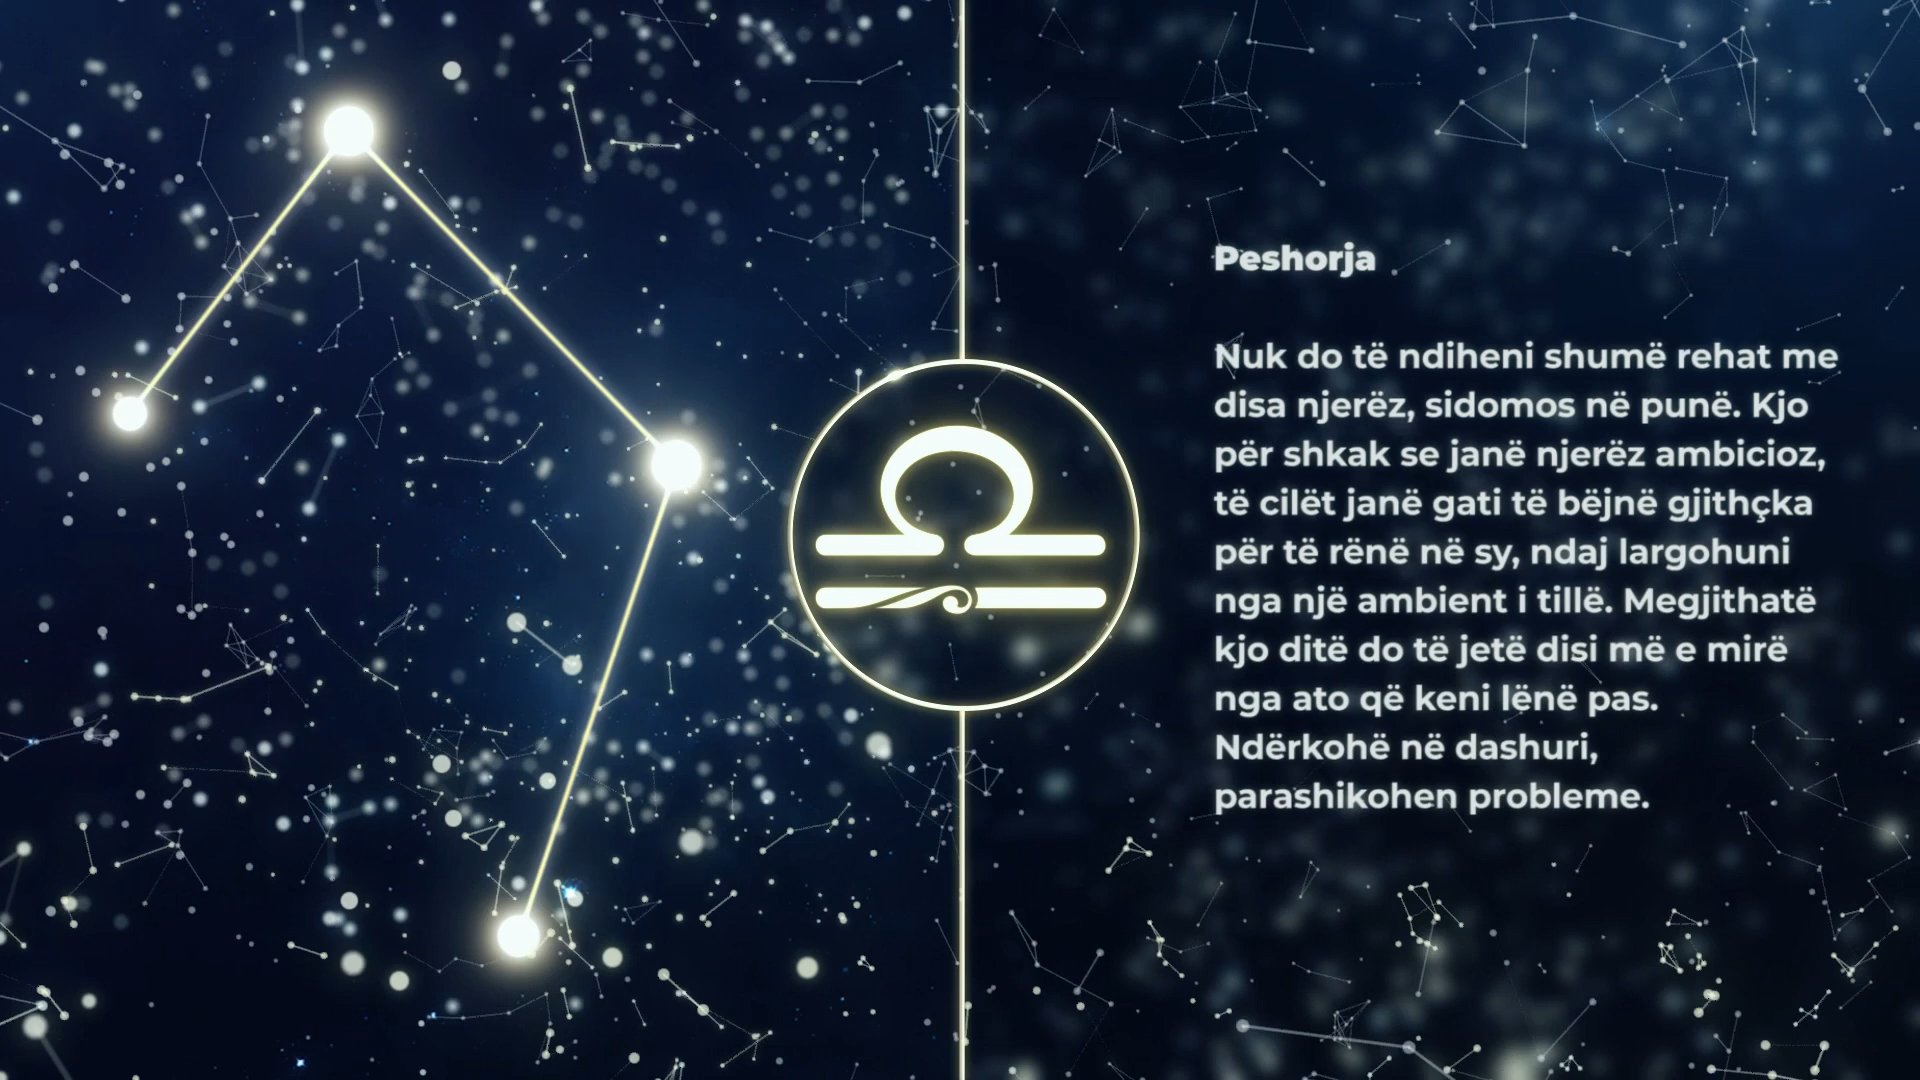 Peshorja
Nuk do të ndiheni shumë rehat me
disa njerëz, sidomos në punë. Kjo
për shkak se janë njerëz ambicioz,
të cilët janë gati të bëjnë gjithçka
për të rënë në sy, ndaj largohuni
nga një ambient i tillë. Megjithatë
kjo ditë do të jetë disi më e mirë
nga ato që keni lënë pas.
Ndërkohë në dashuri,
parashikohen probleme.